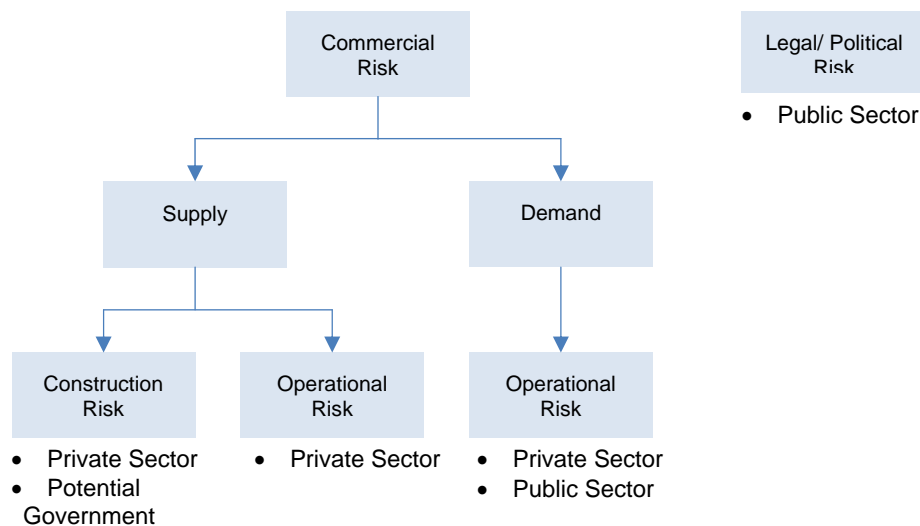 Commercial
Risk
Legal/ Political
Risk
• Public Sector
Supply
Demand
Construction
Risk
Operational
Risk
Operational
Risk
• Private Sector
• Potential
Government
• Private Sector
• Private Sector
• Public Sector